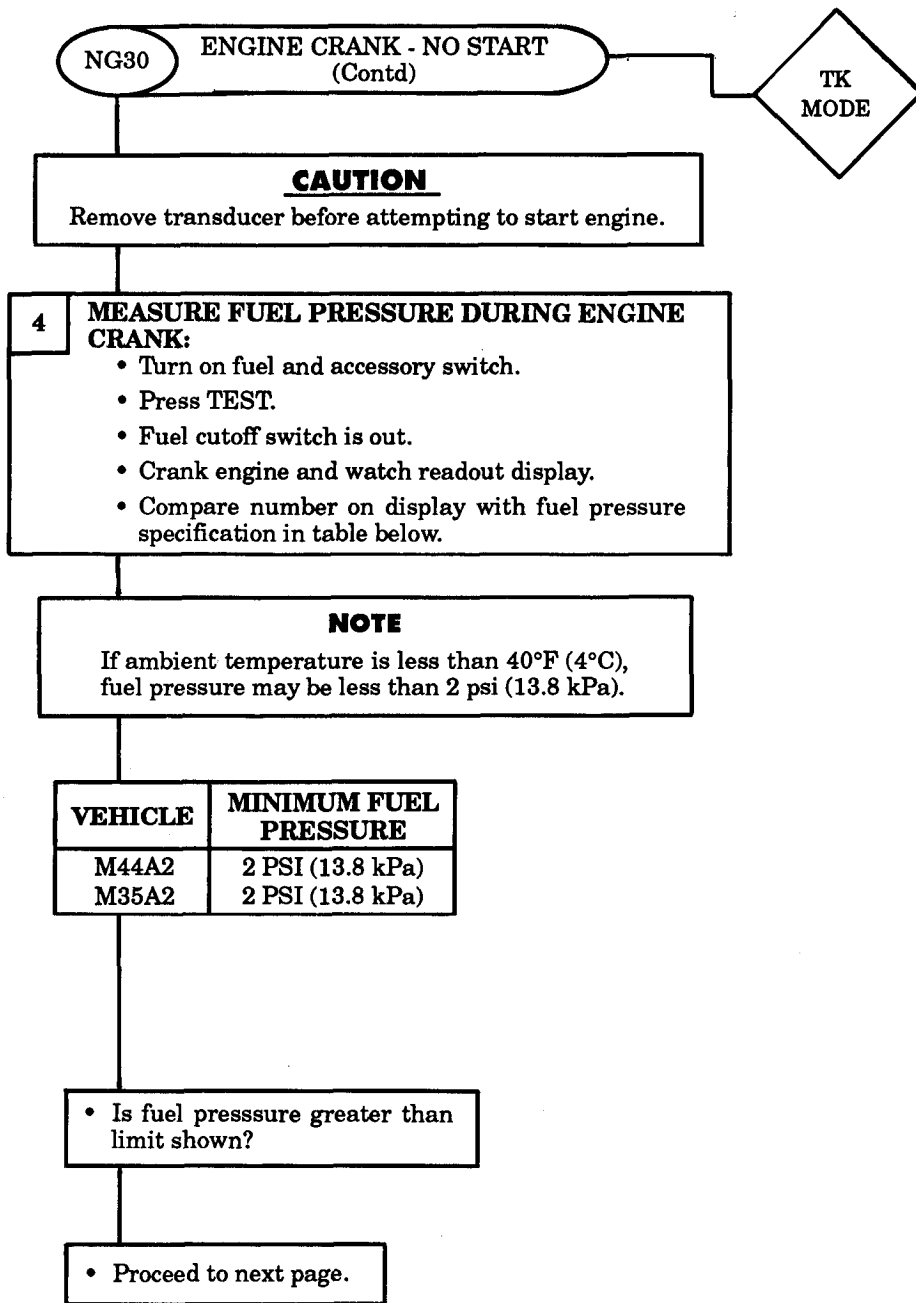 NG30
ENGINE CRANK - NO START
(Contd)
TK
MODE
CAUTION
Remove transducer before attempting to start engine.
4
MEASURE FUEL PRESSURE DURING ENGINE
CRANK:
• Turn on fuel and accessory switch.
• Press TEST.
• Fuel cutoff switch is out.
• Crank engine and watch readout display.
• Compare number on display with fuel pressure
specification in table below.
NOTE
If ambient temperature is less than 40°F (4°C),
fuel pressure may be less than 2 psi (13.8 kPa).
VEHICLE
MINIMUM FUEL
PRESSURE
M44A2 2 PSI (13.8 kPa)
M35A2 2 PSI (13.8 kPa)
• Is fuel presssure greater than
limit shown?
• Proceed to next page.